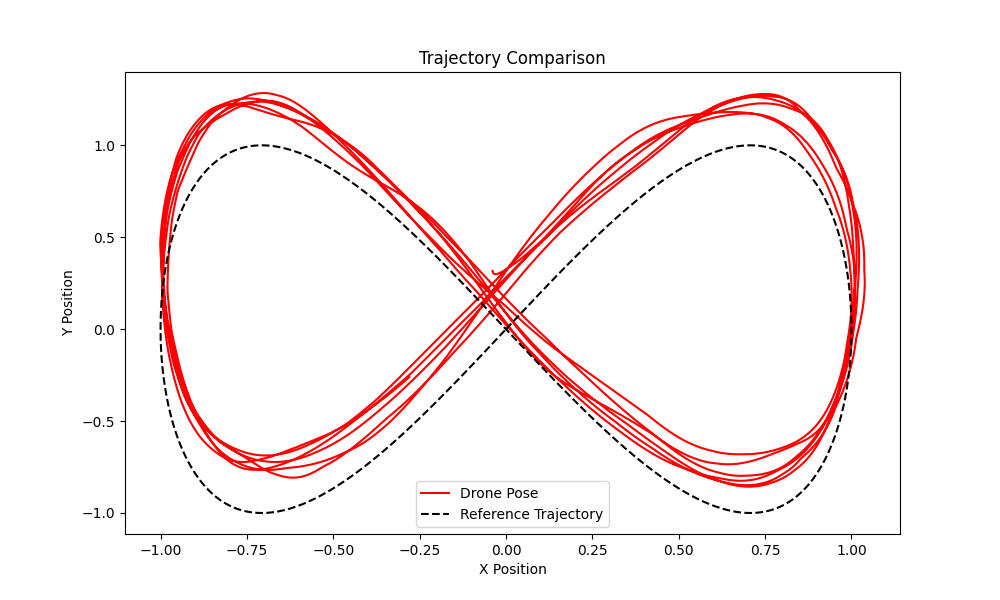 Trajectory Comparison
Y Position
1.0
0.5
0.0
−0.5
−1.0
Drone Pose
Reference Trajectory
−1.00 −0.75 −0.50 −0.25 0.00 0.25 0.50 0.75 1.00
X Position